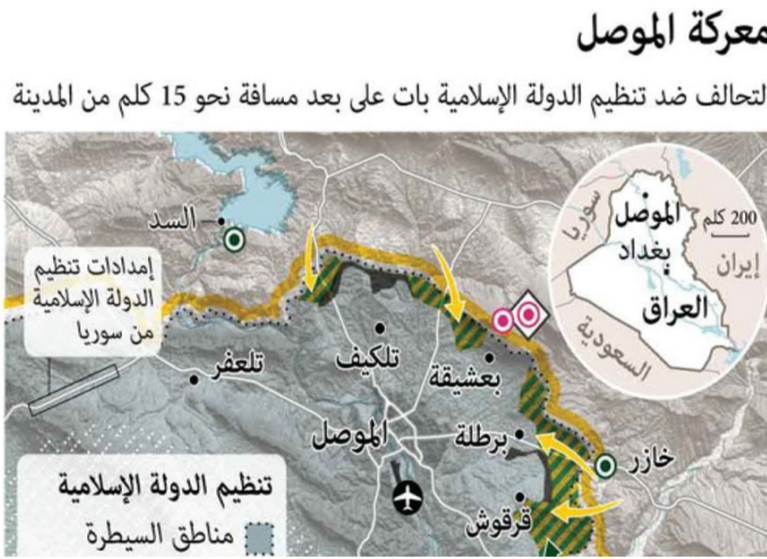 معركة الموصل
لتحالف ضد تنظيم الدولة الإسلامية بات على بعد مسافة نحو 15 كلم من المدينة
سوريا
الموصل
200 كلم
بغداد
إيران
العراق
السعودية
السد
إمدادات تنظيم
الدولة الإسلامية
من سوريا
تلعفر
تلكيف
بعشيقة
الموصل
برطلة
خازر
قرقوش
تنظيم الدولة الإسلامية
مناطق السيطرة